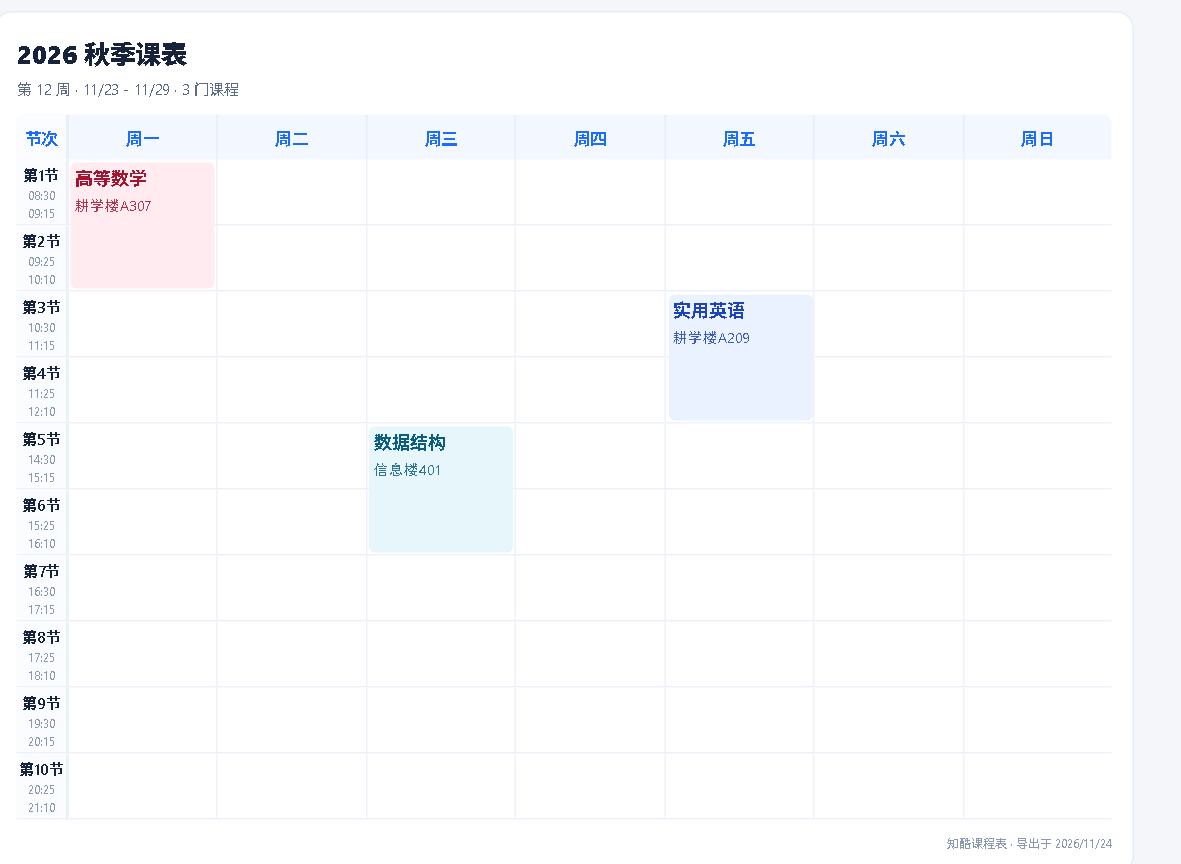 2026 秋季课表
第 12 周 · 11/23 - 11/29 · 3 门课程
节次 周一 周二 周三 周四 周五 周六 周日
第1节
08:30
09:15
高等数学
耕学楼A307
第2节
09:25
10:10
第3节
10:30
11:15
实用英语
耕学楼A209
第4节
11:25
12:10
第5节
14:30
15:15
数据结构
信息楼401
第6节
15:25
16:10
第7节
16:30
17:15
第8节
17:25
18:10
第9节
19:30
20:15
第10节
20:25
21:10
知酷课程表 · 导出于 2026/11/24